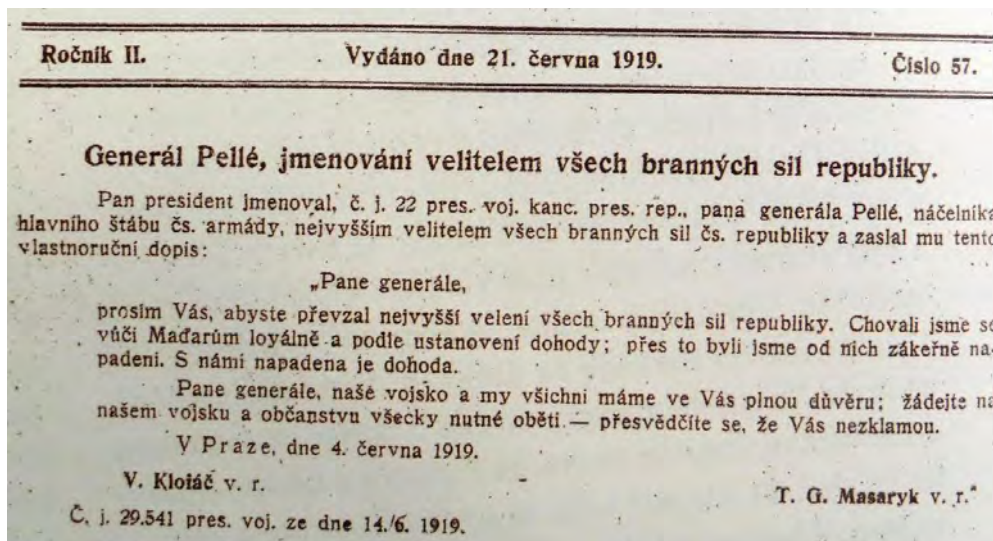 Ročník II. Vydáno dne 21. června 1919. Číslo 57.
Generál Pellé, jmenování velitelem všech branných sil republiky.
Pan president jmenoval, č. j. 22 pres. voj. kanc. pres. rep., pana generála Pellé, náčelníka
hlavního štábu čs. armády, nejvyšším velitelem všech branných sil čs. republiky a zaslal mu tento
vlastnoruční dopis:
„Pane generále,
prosím Vás, abyste převzal nejvyšší velení všech branných sil republiky. Chovali jsme se
vůči Maďarům loyálně a podle ustanovení dohody; přes to byli jsme od nich zákeřně na-
padeni. S námi napadena je dohoda.
Pane generále, naše vojsko a my všichni máme ve Vás plnou důvěru; žádejte na
našem vojsku a občanstvu všecky nutné oběti — přesvědčíte se, že Vás nezklamou.
V Praze, dne 4. června 1919.
V. Klofáč v. r. T. G. Masaryk v. r."
Č. j. 29.541 pres. voj. ze dne 14./6. 1919.